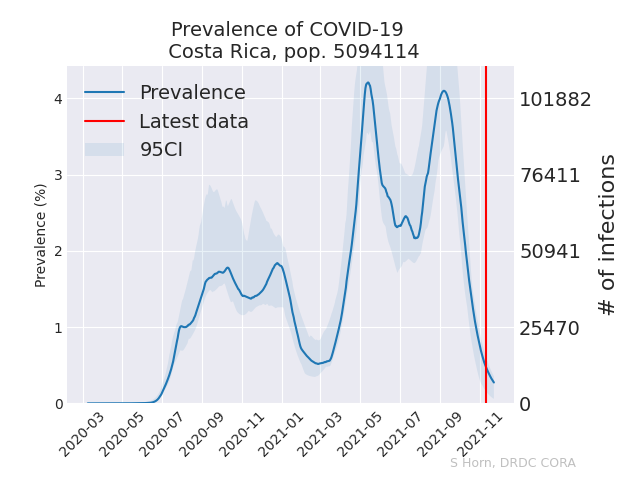 Prevalence of COVID-19
Costa Rica, pop. 5094114
Prevalence
Latest data
95CI
Prevalence (%)
4
3
2
1
0
101882
76411
50941
25470
0
# of infections
2020-03
2020-05
2020-07
2020-09
2020-11
2021-01
2021-03
2021-05
2021-07
2021-09
2021-11
S Horn, DRDC CORA